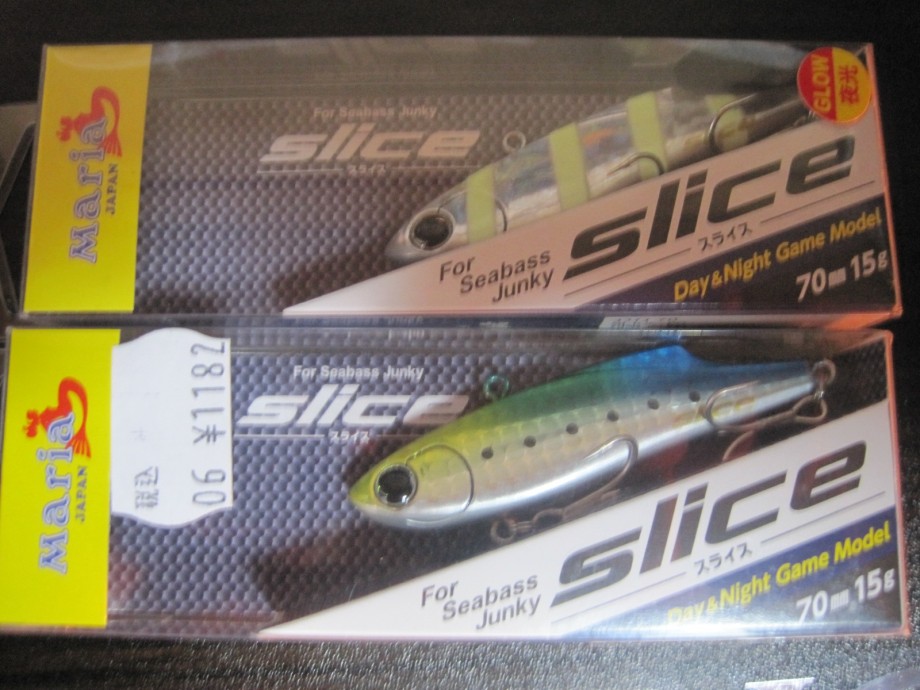 Maria
JAPAN
For Seabass Junky
slice
スライス
GLOW
夜光
For
Seabass
Junky
slice
スライス
Day & Night Game Model
70mm 15g
Maria
JAPAN
税込
06 ¥1182
For Seabass Junky
slice
スライス
For
Seabass
Junky
slice
スライス
Day & Night Game Model
70mm 15g